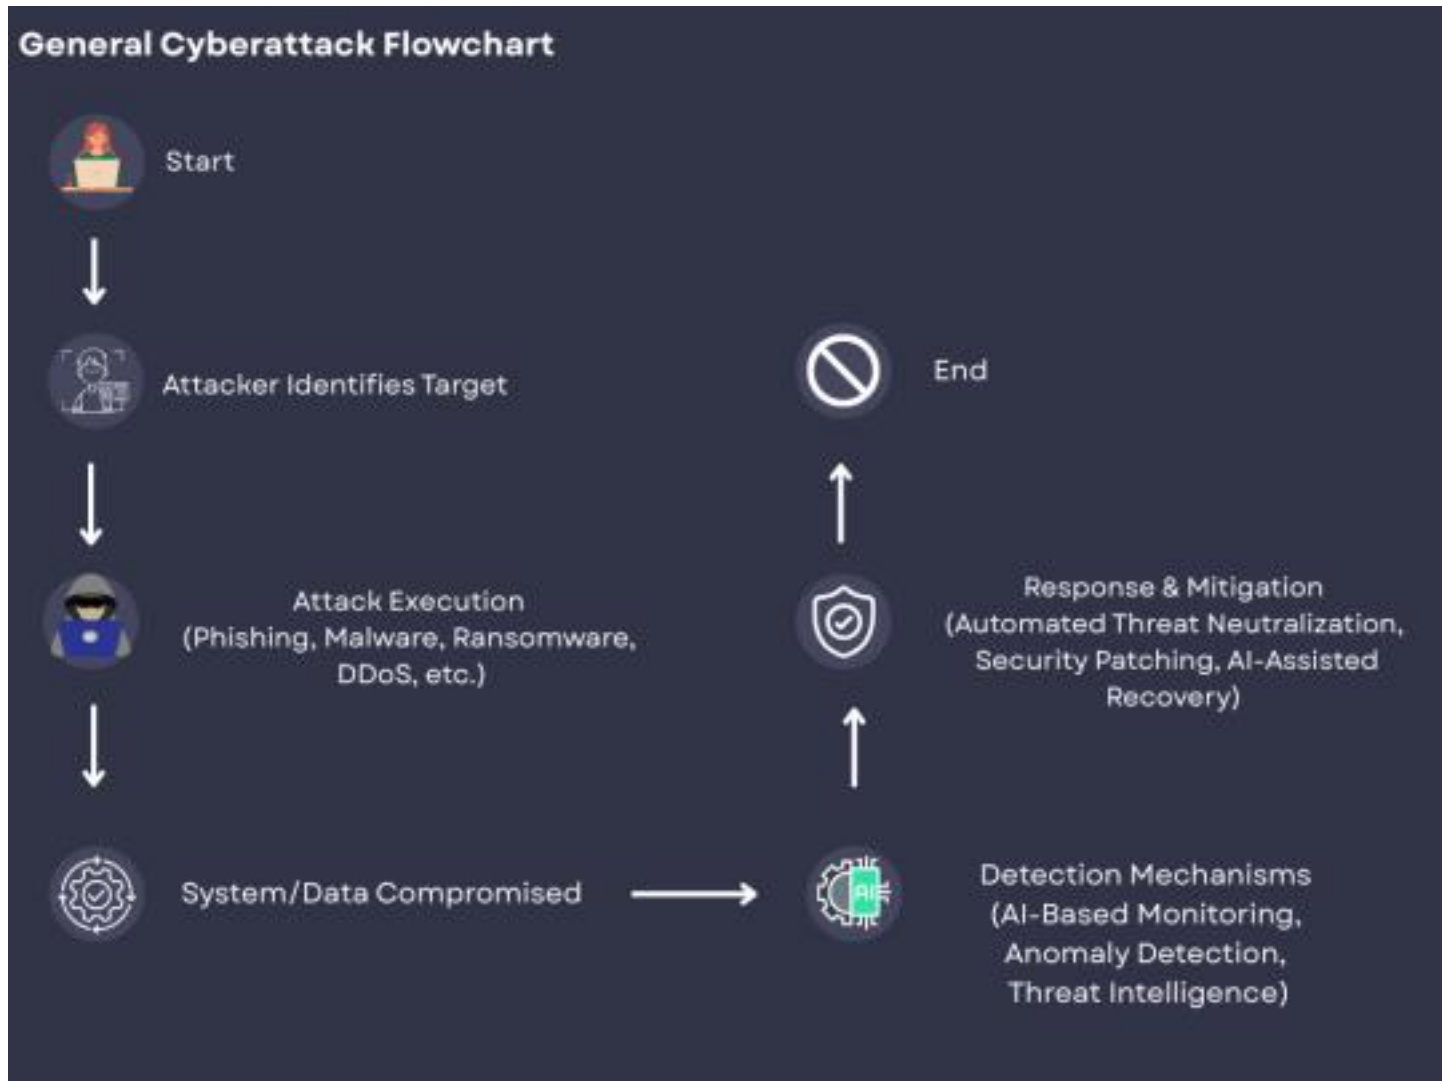 General Cyberattack Flowchart
Start
Attacker Identifies Target
Attack Execution
(Phishing, Malware, Ransomware,
DDoS, etc.)
System/Data Compromised
AI
Detection Mechanisms
(AI-Based Monitoring,
Anomaly Detection,
Threat Intelligence)
Response & Mitigation
(Automated Threat Neutralization,
Security Patching, AI-Assisted
Recovery)
End